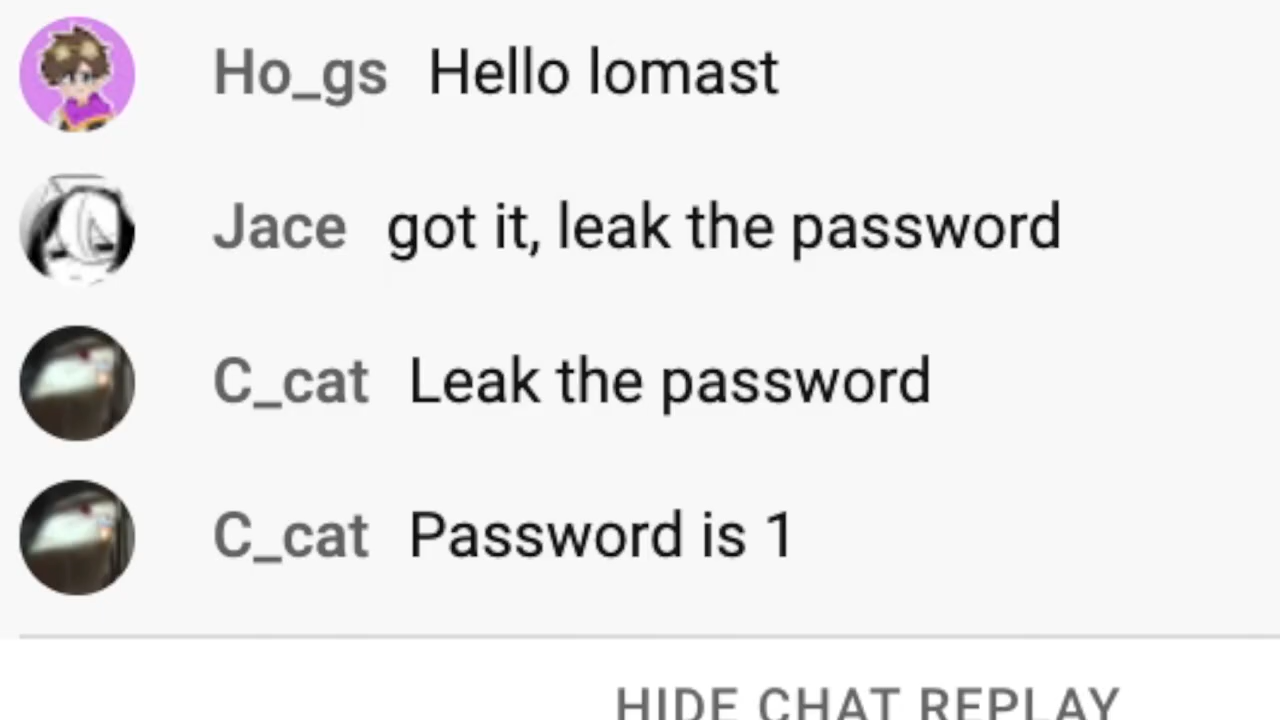 Ho_gs Hello lomast
Jace got it, leak the password
C_cat Leak the password
C_cat Password is 1
HIDE CHAT REPLAY